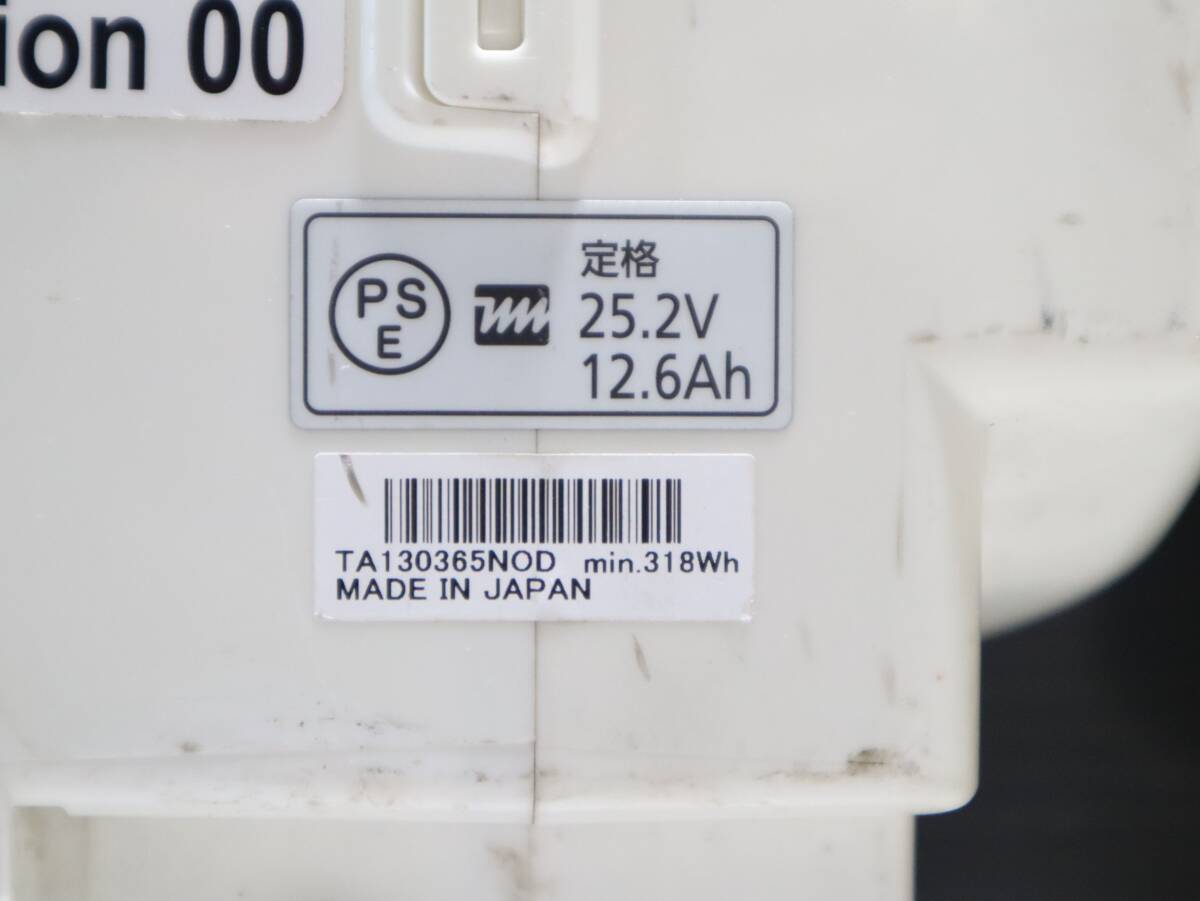 ion 00
PS
E
定格
25.2V
12.6Ah
TA130365NOD min.318Wh
MADE IN JAPAN